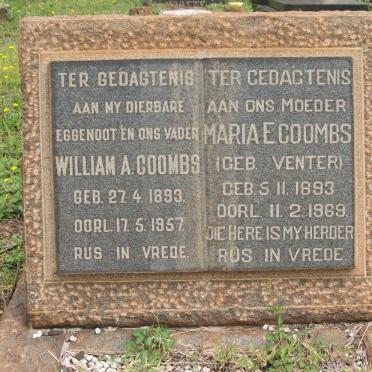 TER GEDAGTENIS
AAN MY DIERBARE
EGGENOOT EN ONS VADER
WILLIAM A. COOMBS
GEB. 27. 4. 1893.
OORL. 17. 5. 1957.
RUS IN VREDE.
TER GEDAGTENIS
AAN ONS MOEDER
MARIA E. COOMBS
(GEB. VENTER)
GEB. 5. 11. 1893
OORL. 11. 2. 1969.
DIE HERE IS MY HERDER
RUS IN VREDE